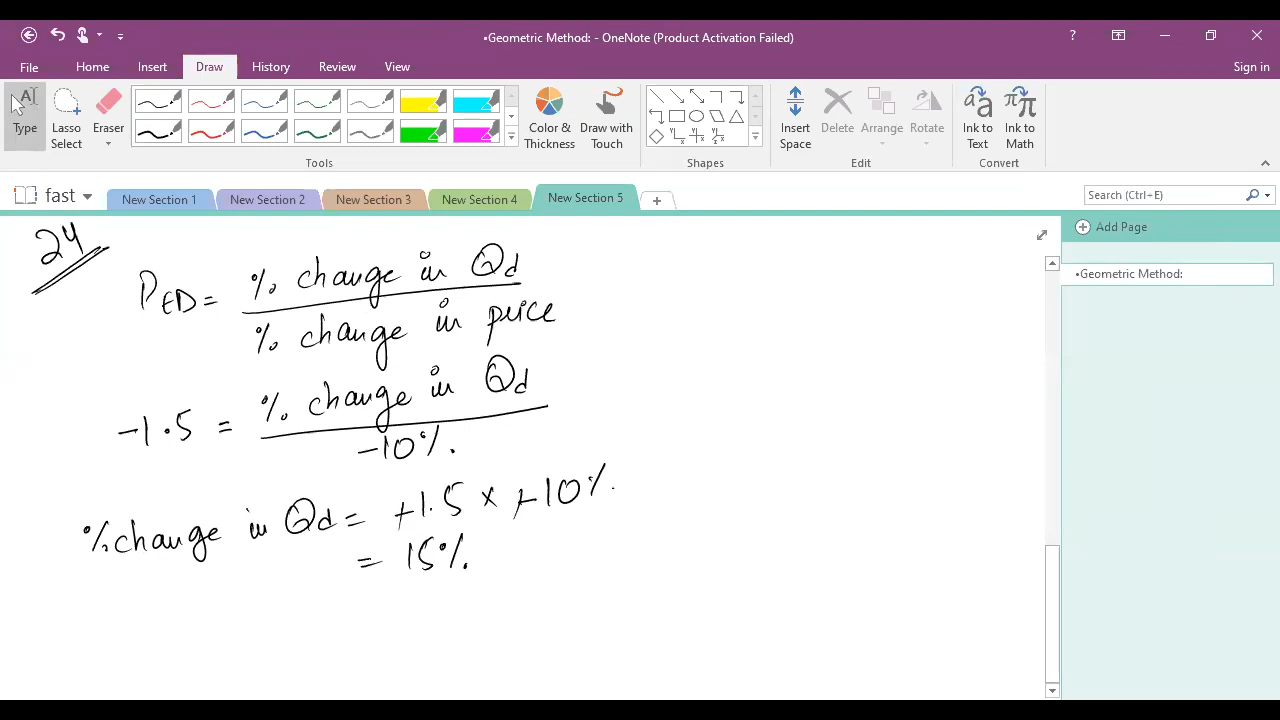 •Geometric Method: - OneNote (Product Activation Failed)
?
File Home Insert Draw History Review View Sign in
Type
Lasso Select
Eraser
Color & Thickness
Draw with Touch
Insert Space
Delete
Arrange
Rotate
Ink to Text
Ink to Math
Tools Shapes Edit Convert
fast New Section 1 New Section 2 New Section 3 New Section 4 New Section 5 Search (Ctrl+E)
Add Page
•Geometric Method:
24
PED = % change in Qd / % change in price
-1.5 = % change in Qd / -10%.
% change in Qd = +1.5 x +10%.
= 15%.